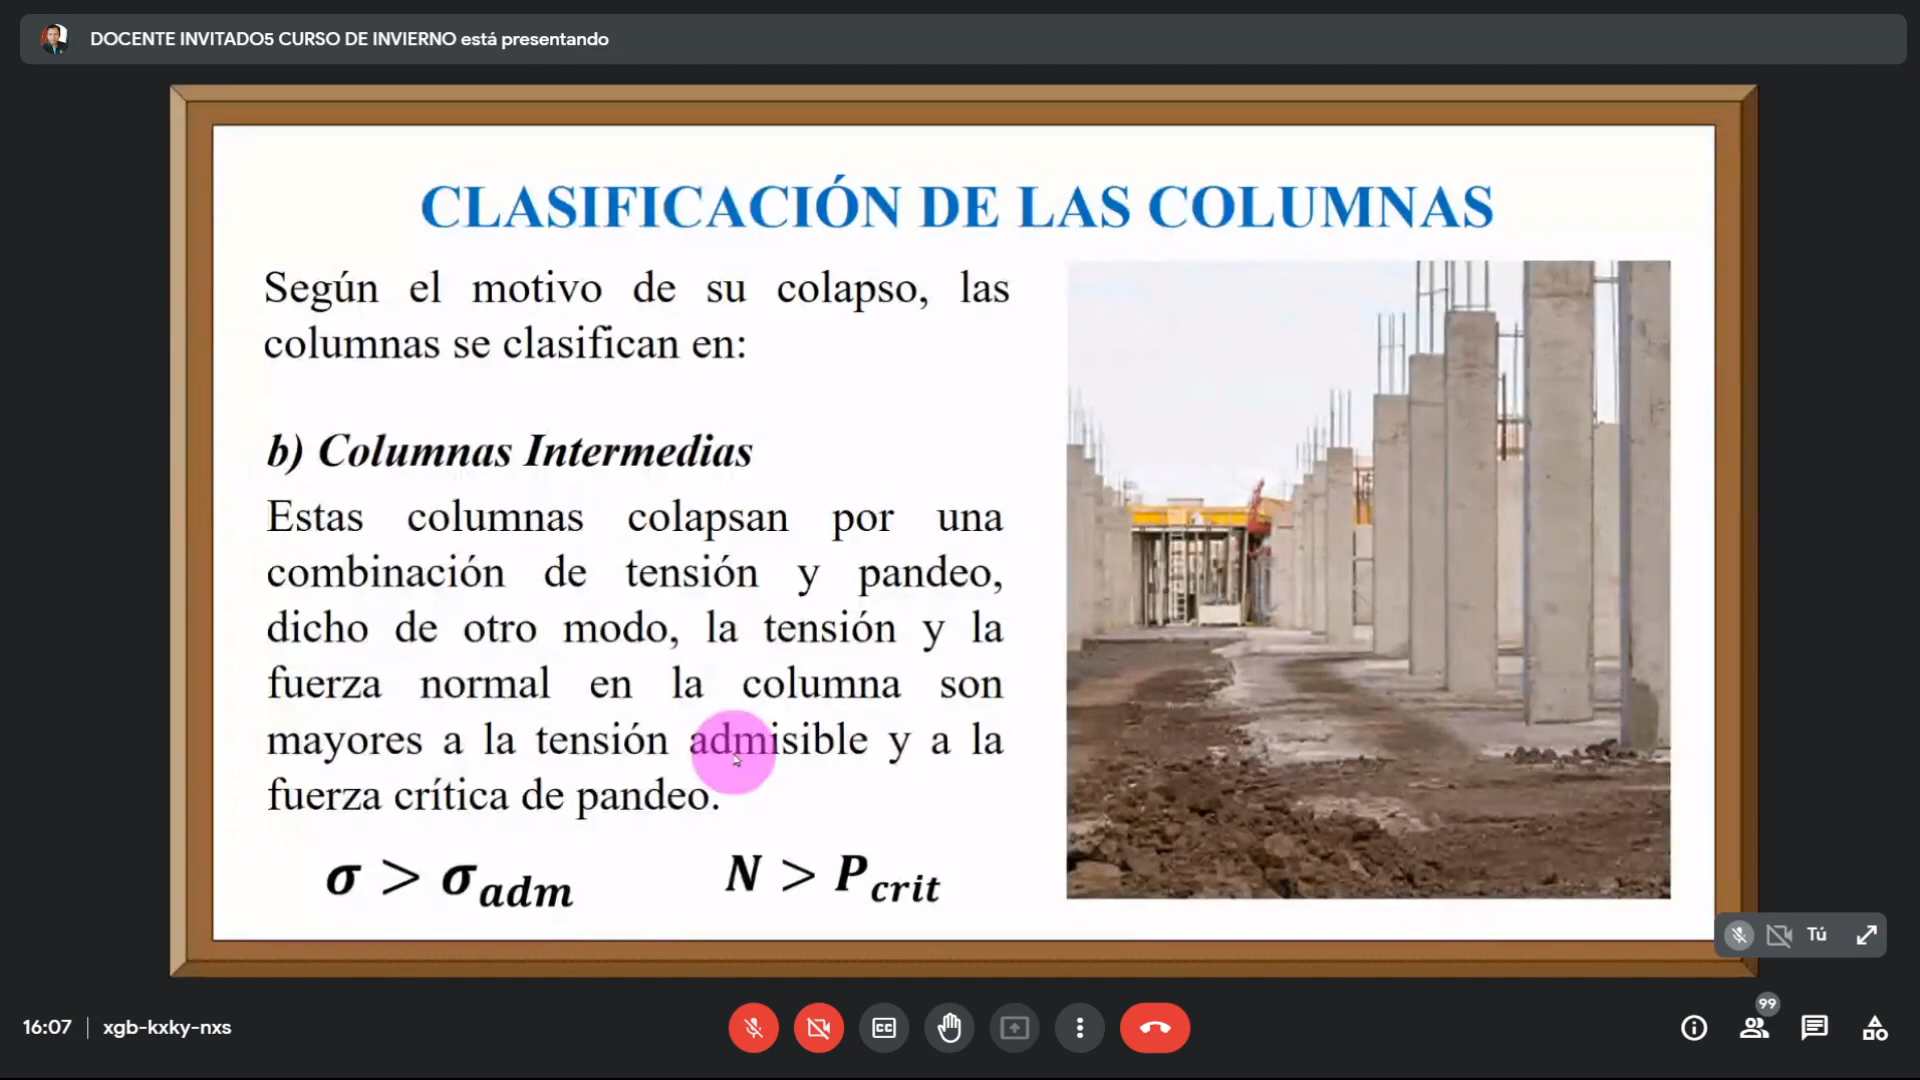 DOCENTE INVITADO5 CURSO DE INVIERNO está presentando
CLASIFICACIÓN DE LAS COLUMNAS
Según el motivo de su colapso, las
columnas se clasifican en:
b) Columnas Intermedias
Estas columnas colapsan por una
combinación de tensión y pandeo,
dicho de otro modo, la tensión y la
fuerza normal en la columna son
mayores a la tensión admisible y a la
fuerza crítica de pandeo.
σ > σadm N > Pcrit
Tú
16:07 | xgb-kxky-nxs
CC
99